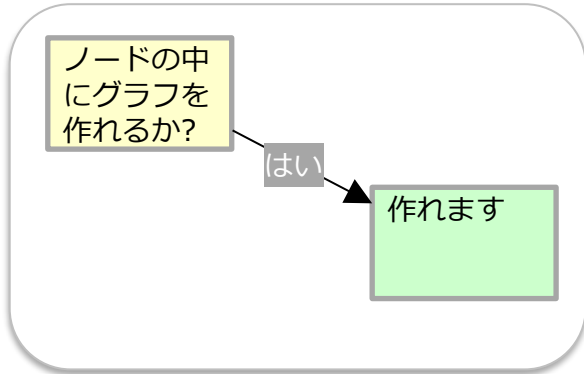 ノードの中
にグラフを
作れるか?
はい
作れます